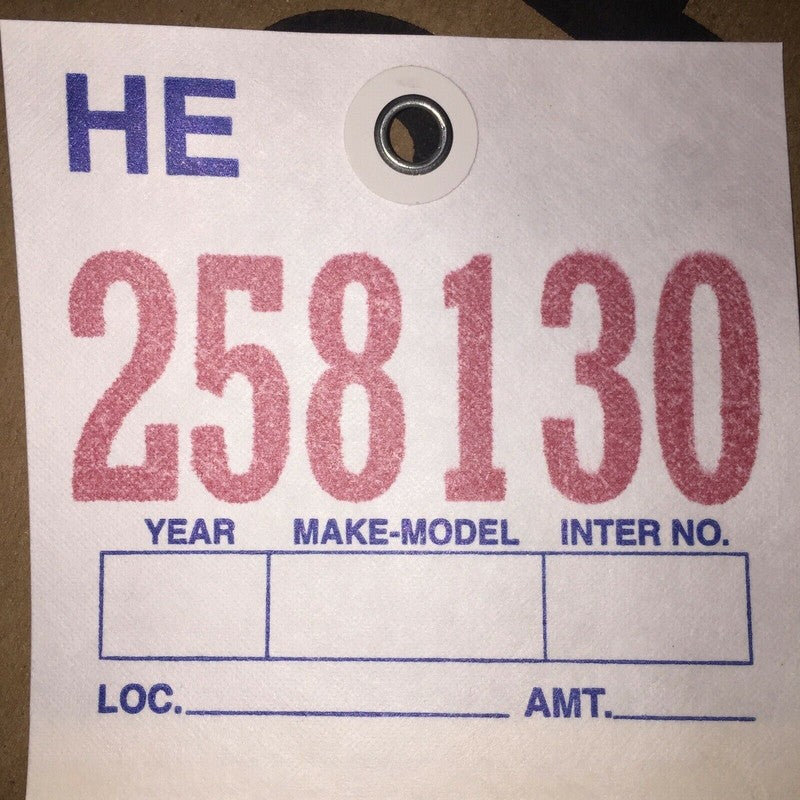 HE
258130
YEAR MAKE-MODEL INTER NO.
LOC. AMT.